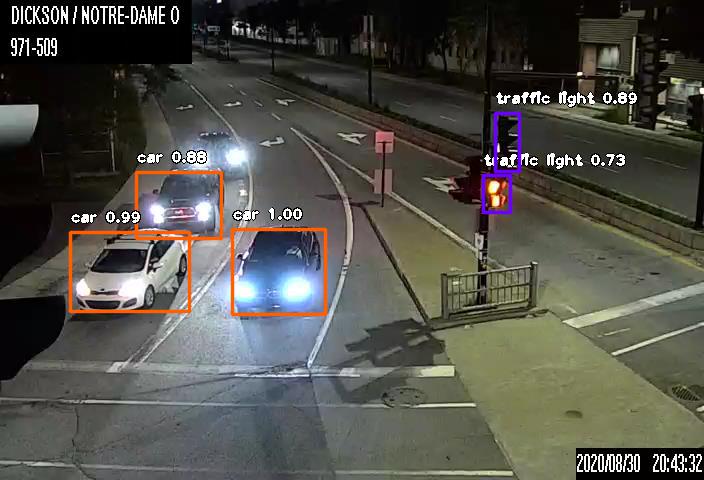 DICKSON / NOTRE-DAME O
971-509
traffic light 0.89
car 0.88
traffic light 0.73
car 0.99
car 1.00
2020/08/30 20:43:32